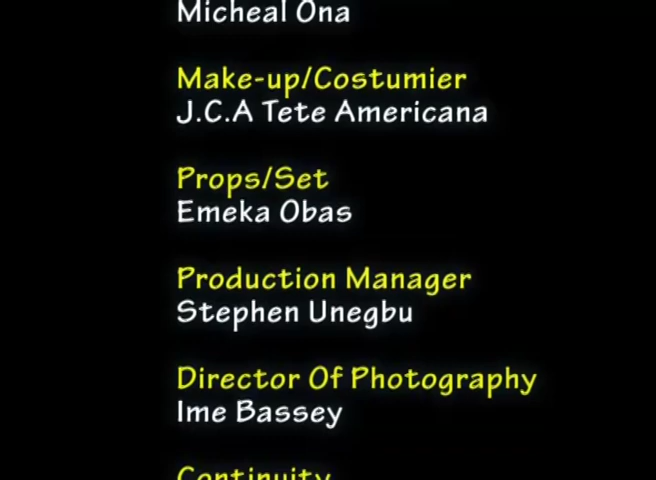 Micheal Ona
Make-up/Costumier
J.C.A Tete Americana
Props/Set
Emeka Obas
Production Manager
Stephen Unegbu
Director Of Photography
Ime Bassey
Continuity